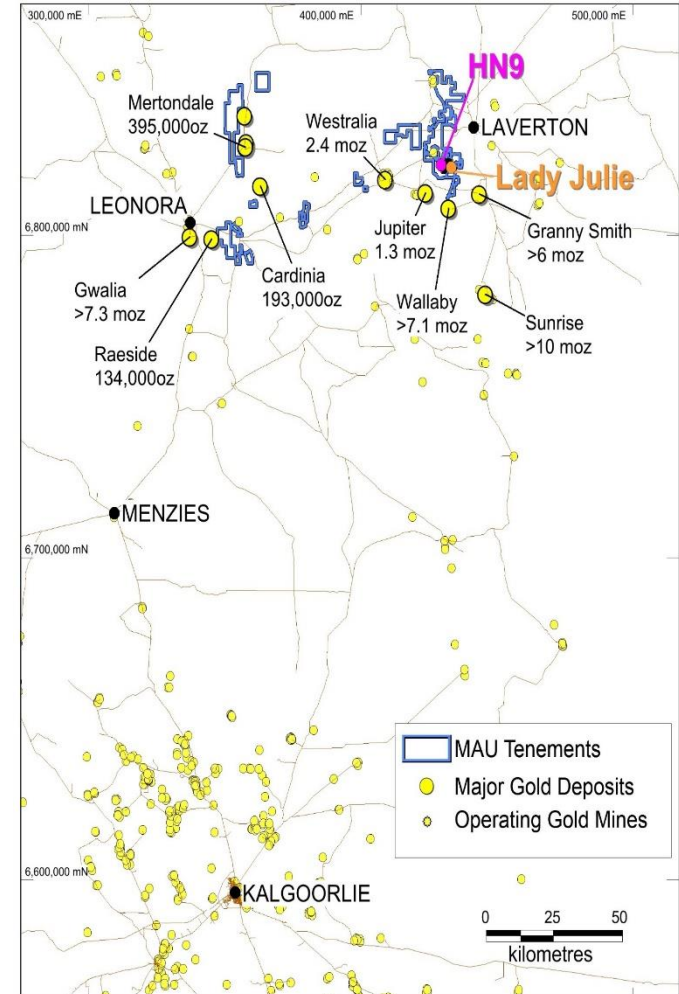 300,000 mE
400,000 mE
500,000 mE
HN9
Mertondale
395,000oz
Westralia
2.4 moz
LAVERTON
Lady Julie
LEONORA
6,800,000 mN
Jupiter
1.3 moz
Granny Smith
>6 moz
Gwalia
>7.3 moz
Cardinia
193,000oz
Wallaby
>7.1 moz
Sunrise
>10 moz
Raeside
134,000oz
MENZIES
6,700,000 mN
MAU Tenements
Major Gold Deposits
Operating Gold Mines
6,600,000 mN
KALGOORLIE
0 25 50
kilometres